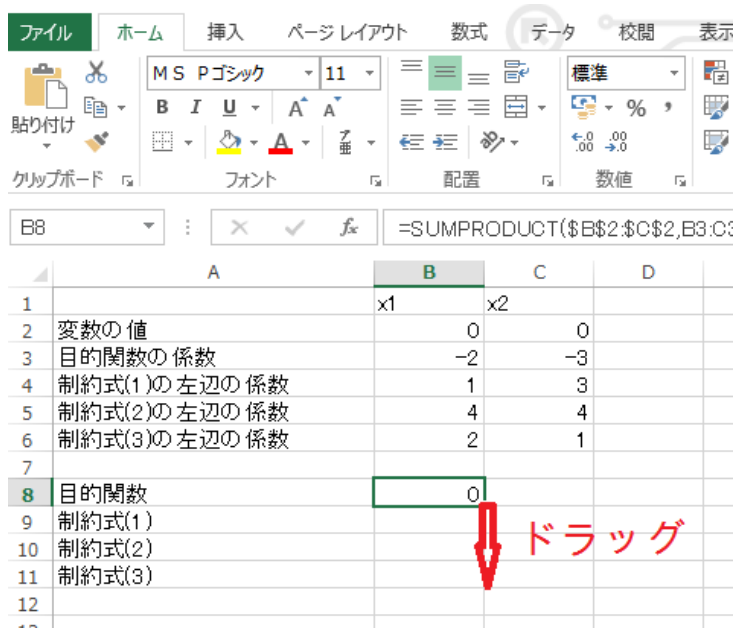 ファイル ホーム 挿入 ページ レイアウト 数式 データ 校閲 表示
ＭＳ Ｐゴシック 11 標準
貼り付け B I U A A % ,
A 亜 .00
クリップボード フォント 配置 数値
B8 fx =SUMPRODUCT($B$2:$C$2,B3:C3
A B C D
1 x1 x2
2 変数の値 0 0
3 目的関数の係数 -2 -3
4 制約式(1)の左辺の係数 1 3
5 制約式(2)の左辺の係数 4 4
6 制約式(3)の左辺の係数 2 1
7
8 目的関数 0
9 制約式(1)
10 制約式(2)
11 制約式(3)
12
ドラッグ